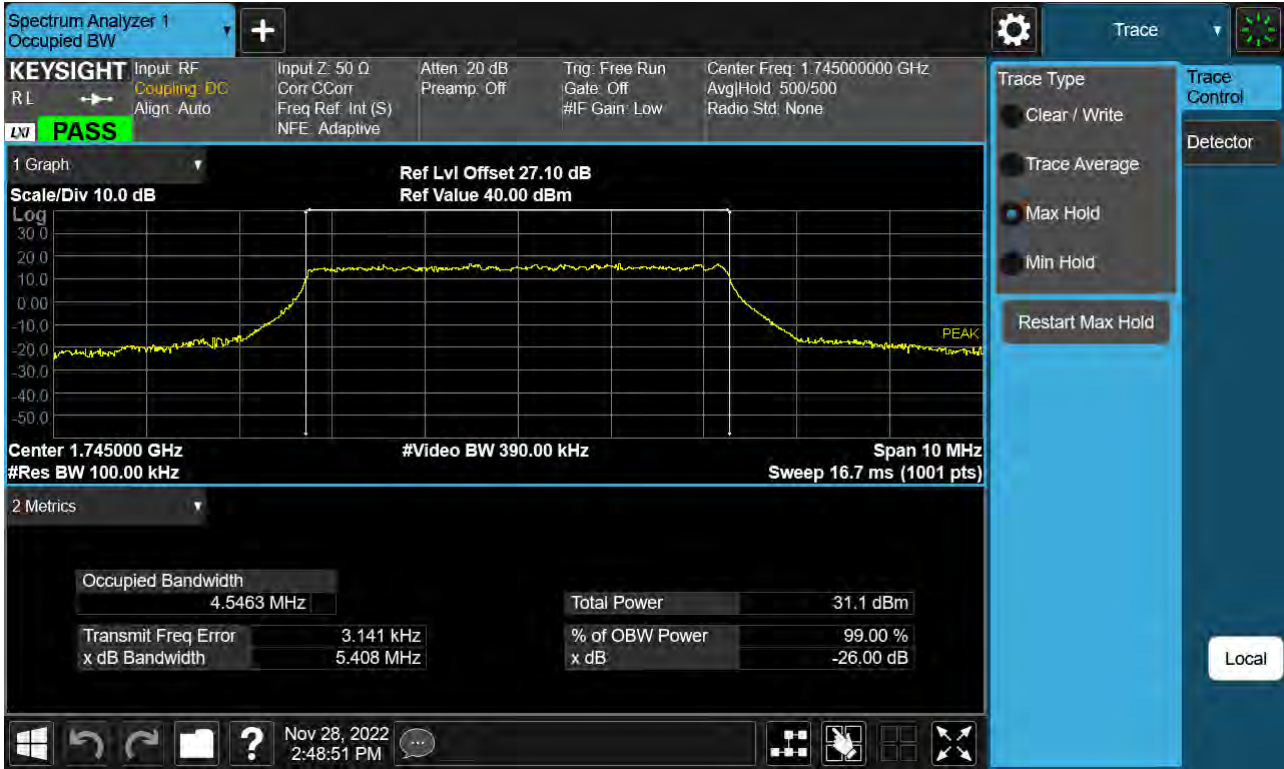 Spectrum Analyzer 1
Occupied BW
+
Trace
KEYSIGHT
RL
LXI PASS
Input: RF
Coupling: DC
Align: Auto
Input Z: 50 Ω
Corr CCorr
Freq Ref: Int (S)
NFE: Adaptive
Atten: 20 dB
Preamp: Off
Trig: Free Run
Gate: Off
#IF Gain: Low
Center Freq: 1.745000000 GHz
Avg|Hold: 500/500
Radio Std: None
1 Graph
Scale/Div 10.0 dB
Ref Lvl Offset 27.10 dB
Ref Value 40.00 dBm
Log
30.0
20.0
10.0
0.00
-10.0
-20.0
-30.0
-40.0
-50.0
PEAK
Center 1.745000 GHz
#Video BW 390.00 kHz
Span 10 MHz
#Res BW 100.00 kHz
Sweep 16.7 ms (1001 pts)
2 Metrics
Occupied Bandwidth
4.5463 MHz
Total Power 31.1 dBm
Transmit Freq Error 3.141 kHz
% of OBW Power 99.00 %
x dB Bandwidth 5.408 MHz
x dB -26.00 dB
Trace Type
Clear / Write
Trace Average
Max Hold
Min Hold
Restart Max Hold
Trace
Control
Detector
Local
?
Nov 28, 2022
2:48:51 PM